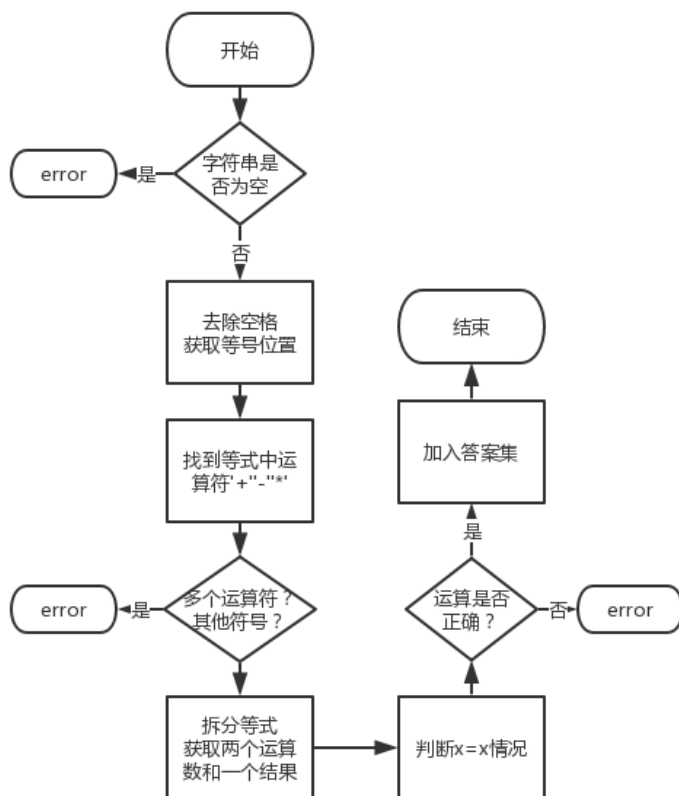 开始
字符串是
否为空
是
error
否
去除空格
获取等号位置
找到等式中运
算符'+''-''*'
多个运算符？
其他符号？
是
error
拆分等式
获取两个运算
数和一个结果
判断x=x情况
运算是否
正确？
否
error
是
加入答案集
结束